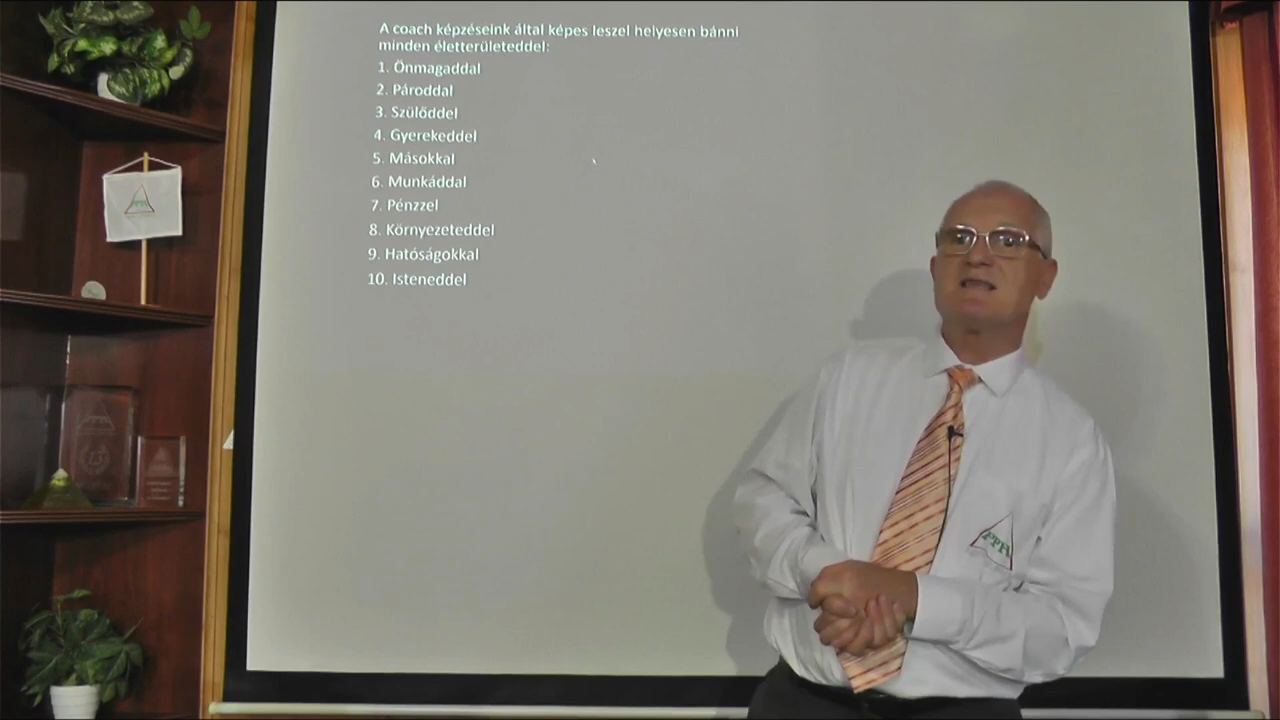 A coach képzéseink által képes leszel helyesen bánni
minden életterületeddel:
1. Önmagaddal
2. Pároddal
3. Szülőddel
4. Gyerekeddel
5. Másokkal
6. Munkáddal
7. Pénzzel
8. Környezeteddel
9. Hatóságokkal
10. Isteneddel